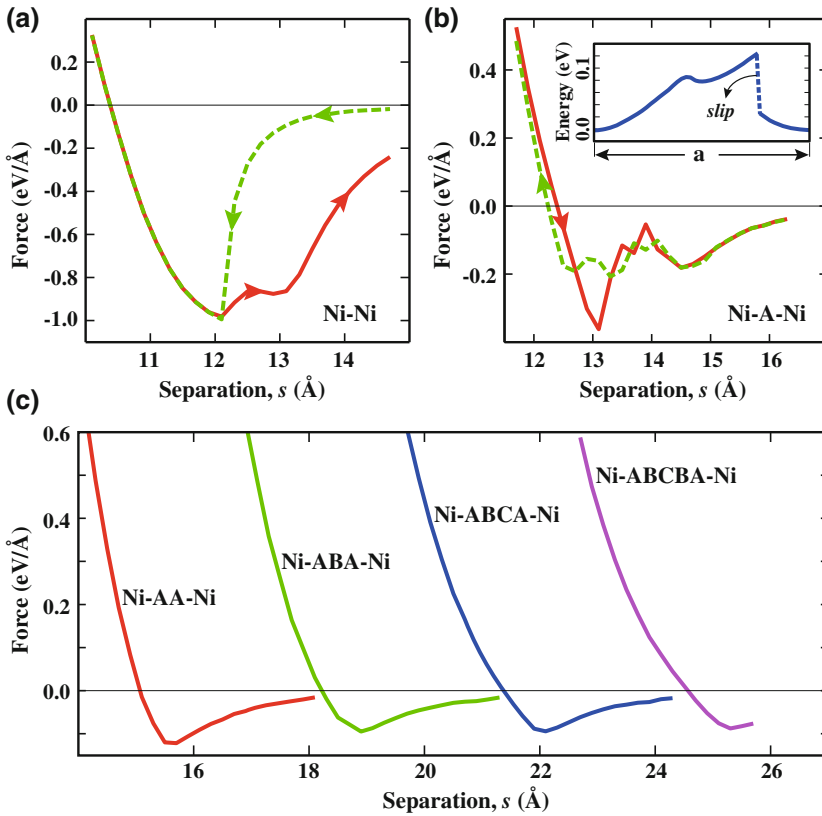 (a)
(b)
0.2
0.0
-0.2
-0.4
-0.6
-0.8
-1.0
Force (eV/Å)
Ni-Ni
11
12
13
14
Separation, s (Å)
0.4
0.2
0.0
-0.2
Force (eV/Å)
Energy (eV)
0.1
0.0
slip
a
Ni-A-Ni
12
13
14
15
16
Separation, s (Å)
(c)
0.6
0.4
0.2
0.0
Force (eV/Å)
Ni-AA-Ni
Ni-ABA-Ni
Ni-ABCA-Ni
Ni-ABCBA-Ni
16
18
20
22
24
26
Separation, s (Å)